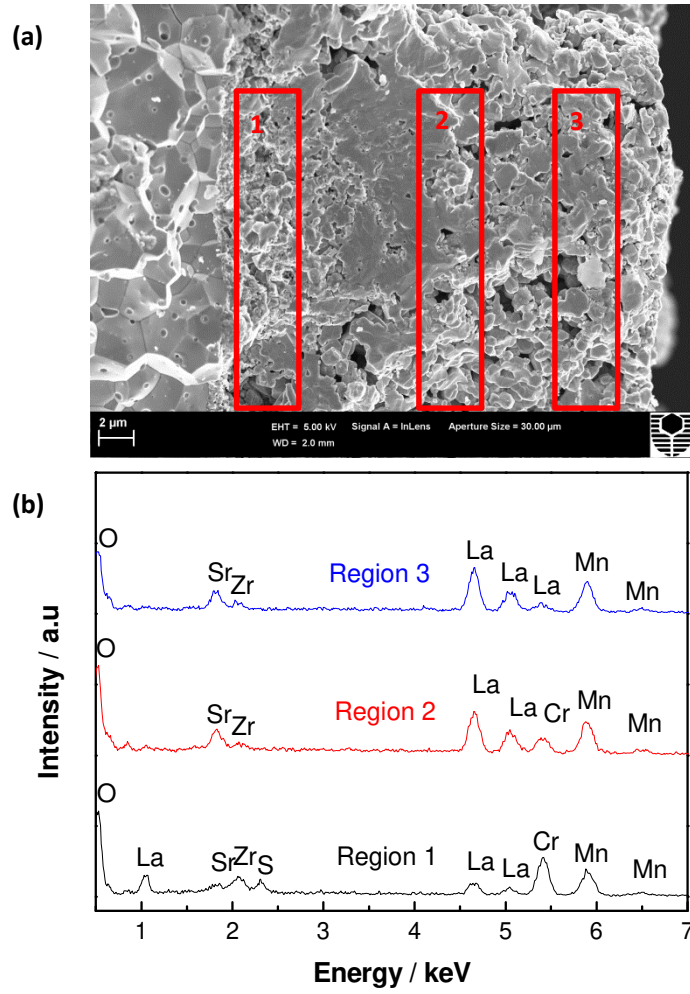 (a)
1
2
3
2 µm
EHT = 5.00 kV Signal A = InLens Aperture Size = 30.00 µm
WD = 2.0 mm
(b)
O
Sr
Zr
Region 3
La
La
La
Mn
Mn
O
Sr
Zr
Region 2
La
La
Cr
Mn
Mn
O
La
Sr
Zr
S
Region 1
La
La
Cr
Mn
Mn
Intensity / a.u
1 2 3 4 5 6 7
Energy / keV